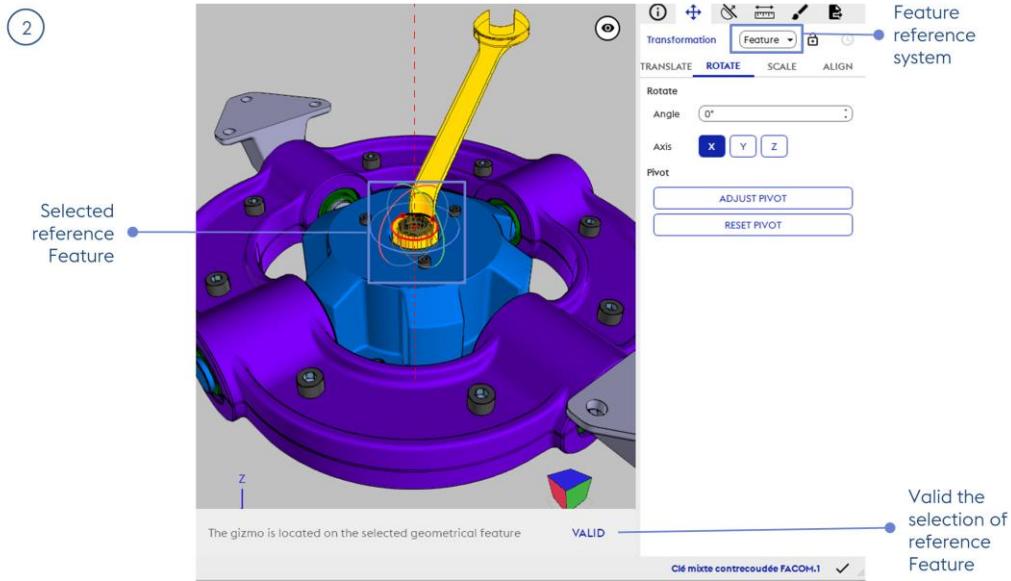 2
Feature
reference
system
Transformation
Feature
TRANSLATE ROTATE SCALE ALIGN
Rotate
Angle 0°
Axis X Y Z
Pivot
ADJUST PIVOT
RESET PIVOT
Selected
reference
Feature
Z
The gizmo is located on the selected geometrical feature VALID
Valid the
selection of
reference
Feature
Clé mixte contrecoudée FACOM.1